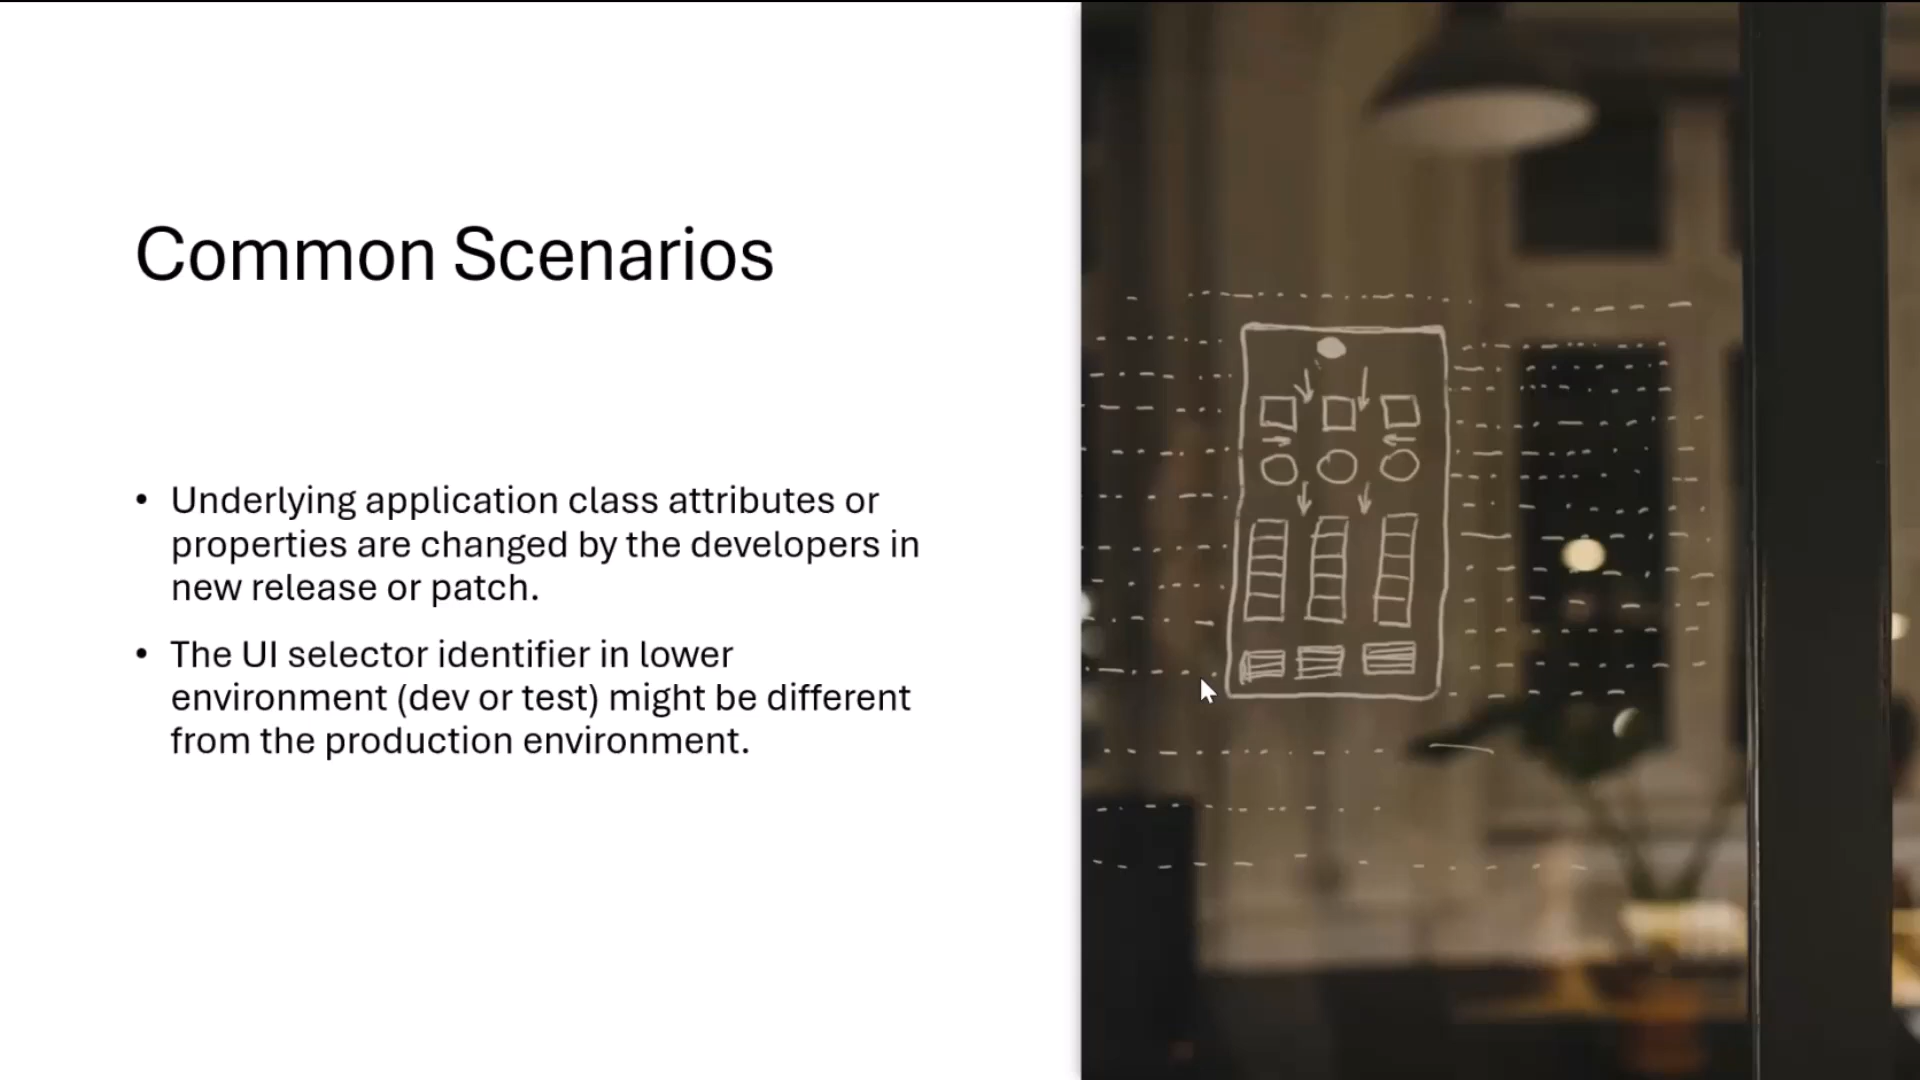 Common Scenarios
• Underlying application class attributes or
properties are changed by the developers in
new release or patch.
• The UI selector identifier in lower
environment (dev or test) might be different
from the production environment.